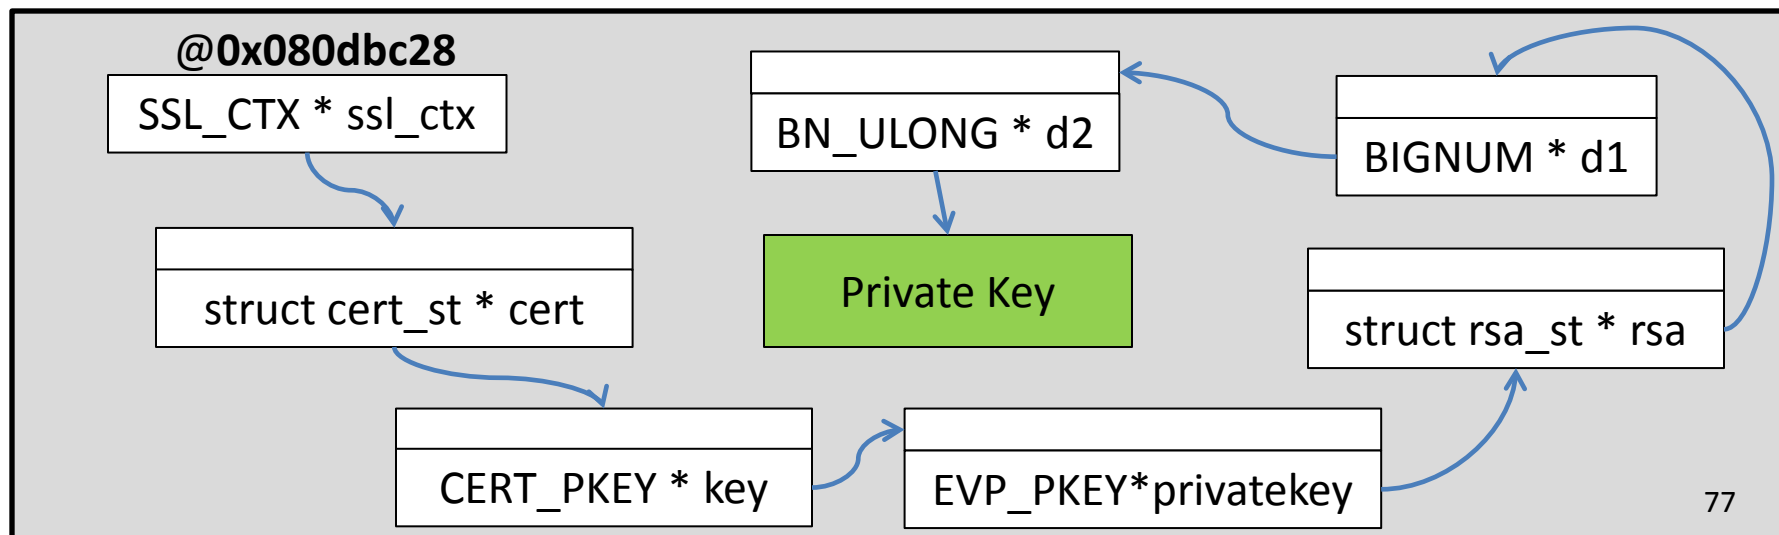 @0x080dbc28
SSL_CTX * ssl_ctx
struct cert_st * cert
CERT_PKEY * key
EVP_PKEY*privatekey
struct rsa_st * rsa
BIGNUM * d1
BN_ULONG * d2
Private Key
77